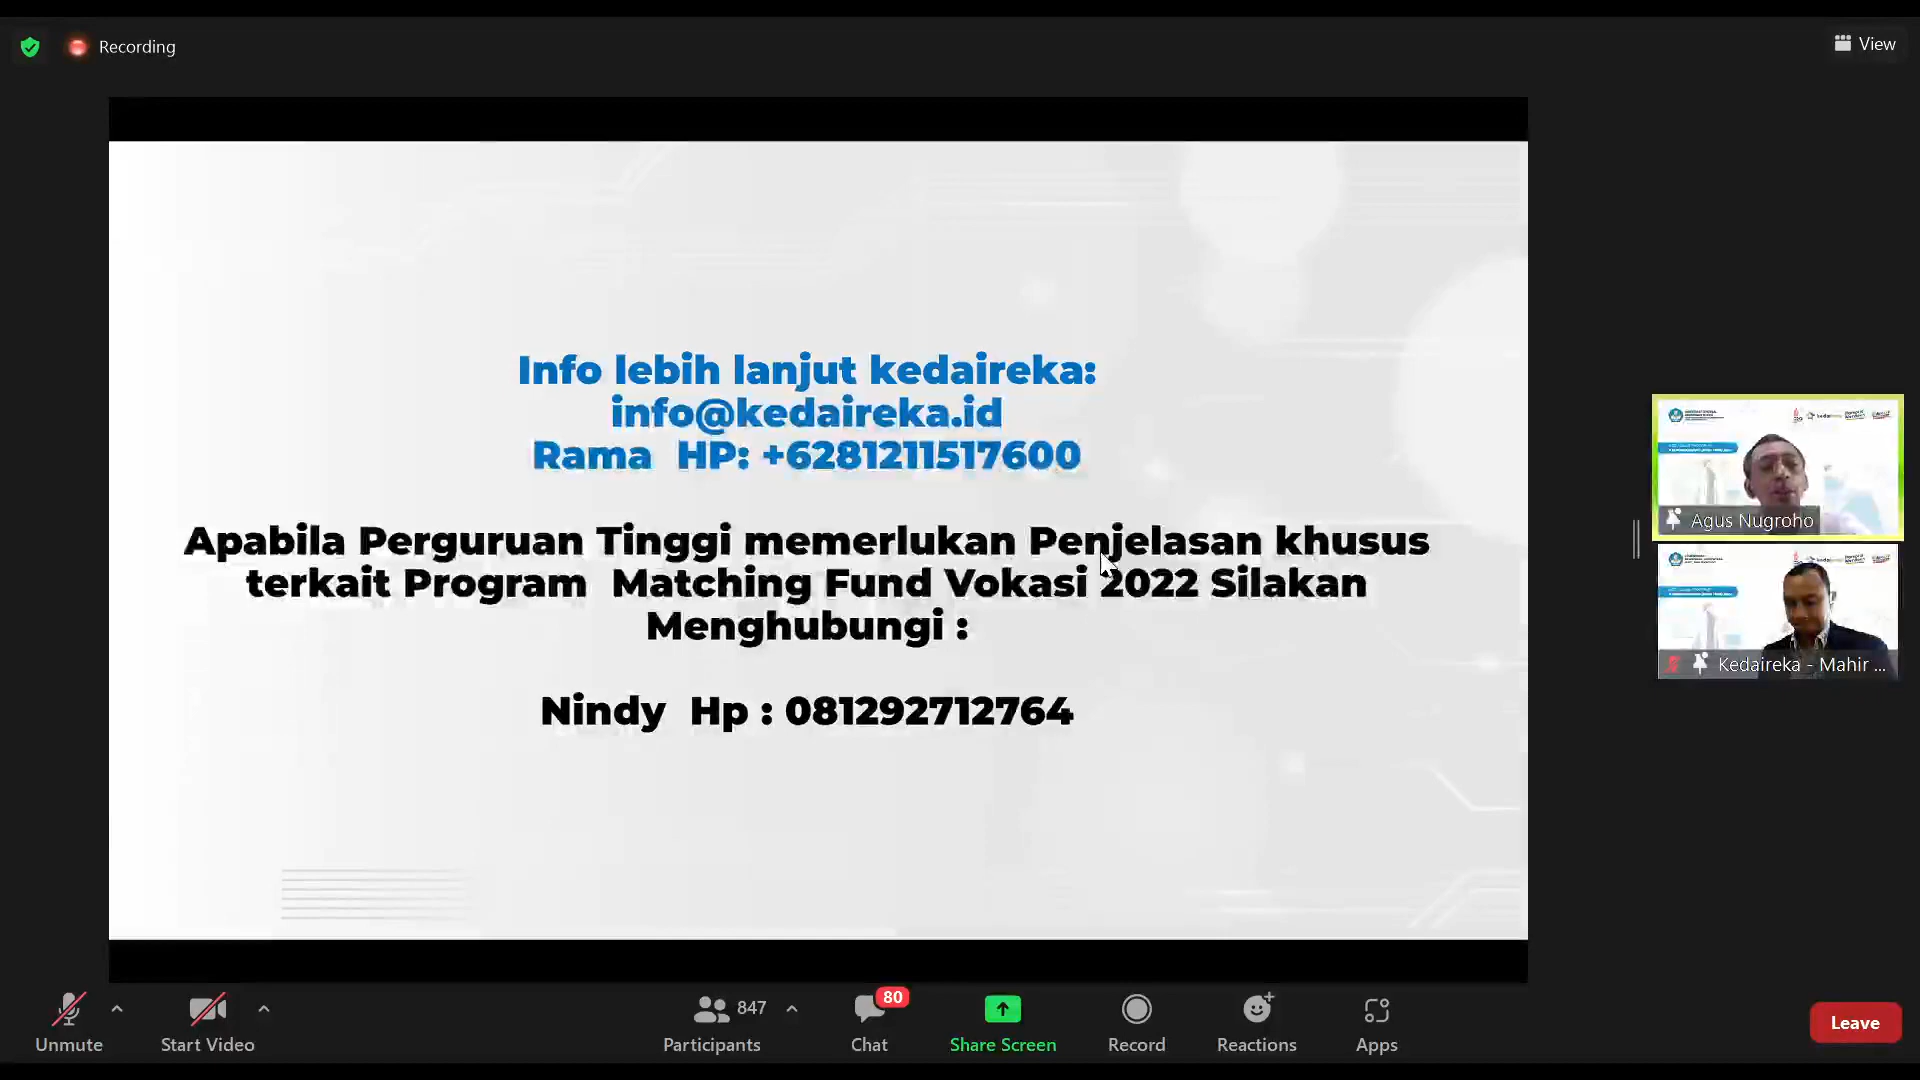 Recording
View
Info lebih lanjut kedaireka:
info@kedaireka.id
Rama HP: +6281211517600
Apabila Perguruan Tinggi memerlukan Penjelasan khusus
terkait Program Matching Fund Vokasi 2022 Silakan
Menghubungi :
Nindy Hp : 081292712764
Agus Nugroho
Kedaireka - Mahir ...
Unmute
Start Video
847
Participants
80
Chat
Share Screen
Record
Reactions
Apps
Leave